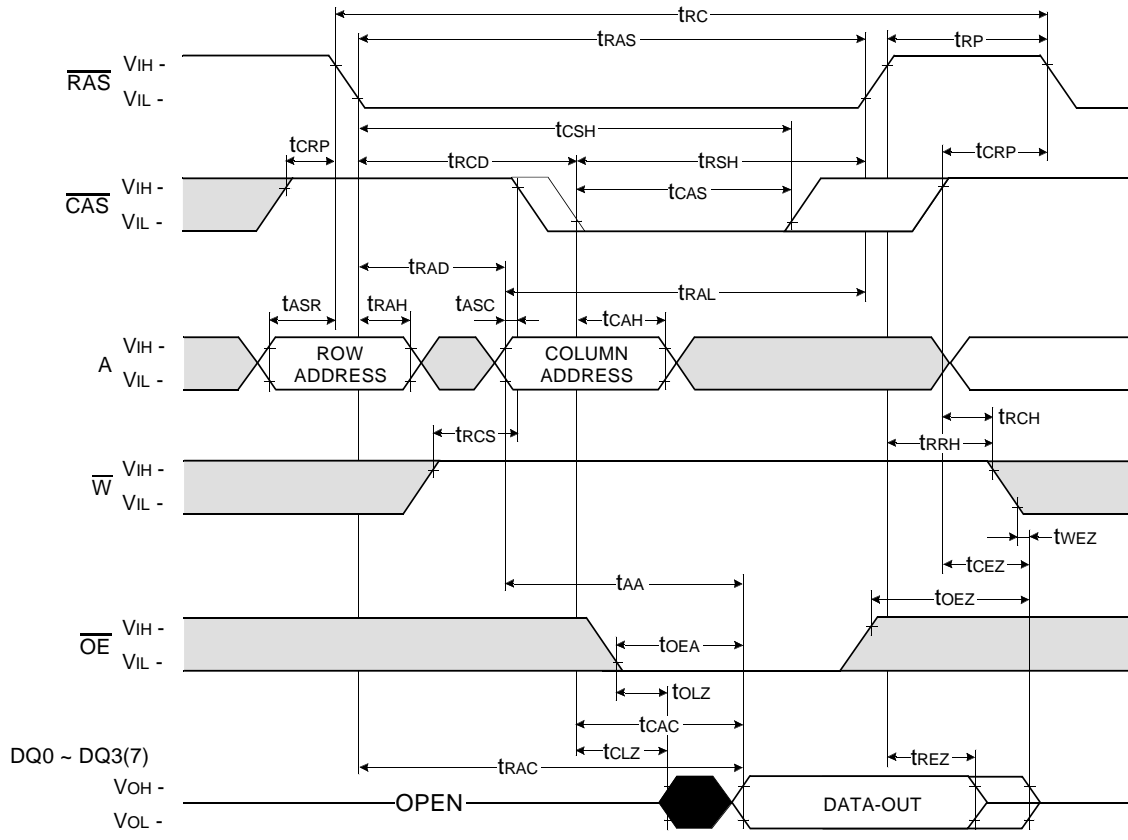 tRC
tRAS
tRP
RAS
VIH -
VIL -
tCSH
tCRP
tRCD
tRSH
tCRP
CAS
VIH -
VIL -
tCAS
tRAD
tRAL
tASR
tRAH
tASC
tCAH
A
VIH -
VIL -
ROW
ADDRESS
COLUMN
ADDRESS
tRCS
tRCH
tRRH
W
VIH -
VIL -
tWEZ
tCEZ
tAA
tOEZ
OE
VIH -
VIL -
tOEA
tOLZ
tCAC
DQ0 ~ DQ3(7)
tCLZ
tREZ
tRAC
VOH -
VOL -
OPEN
DATA-OUT